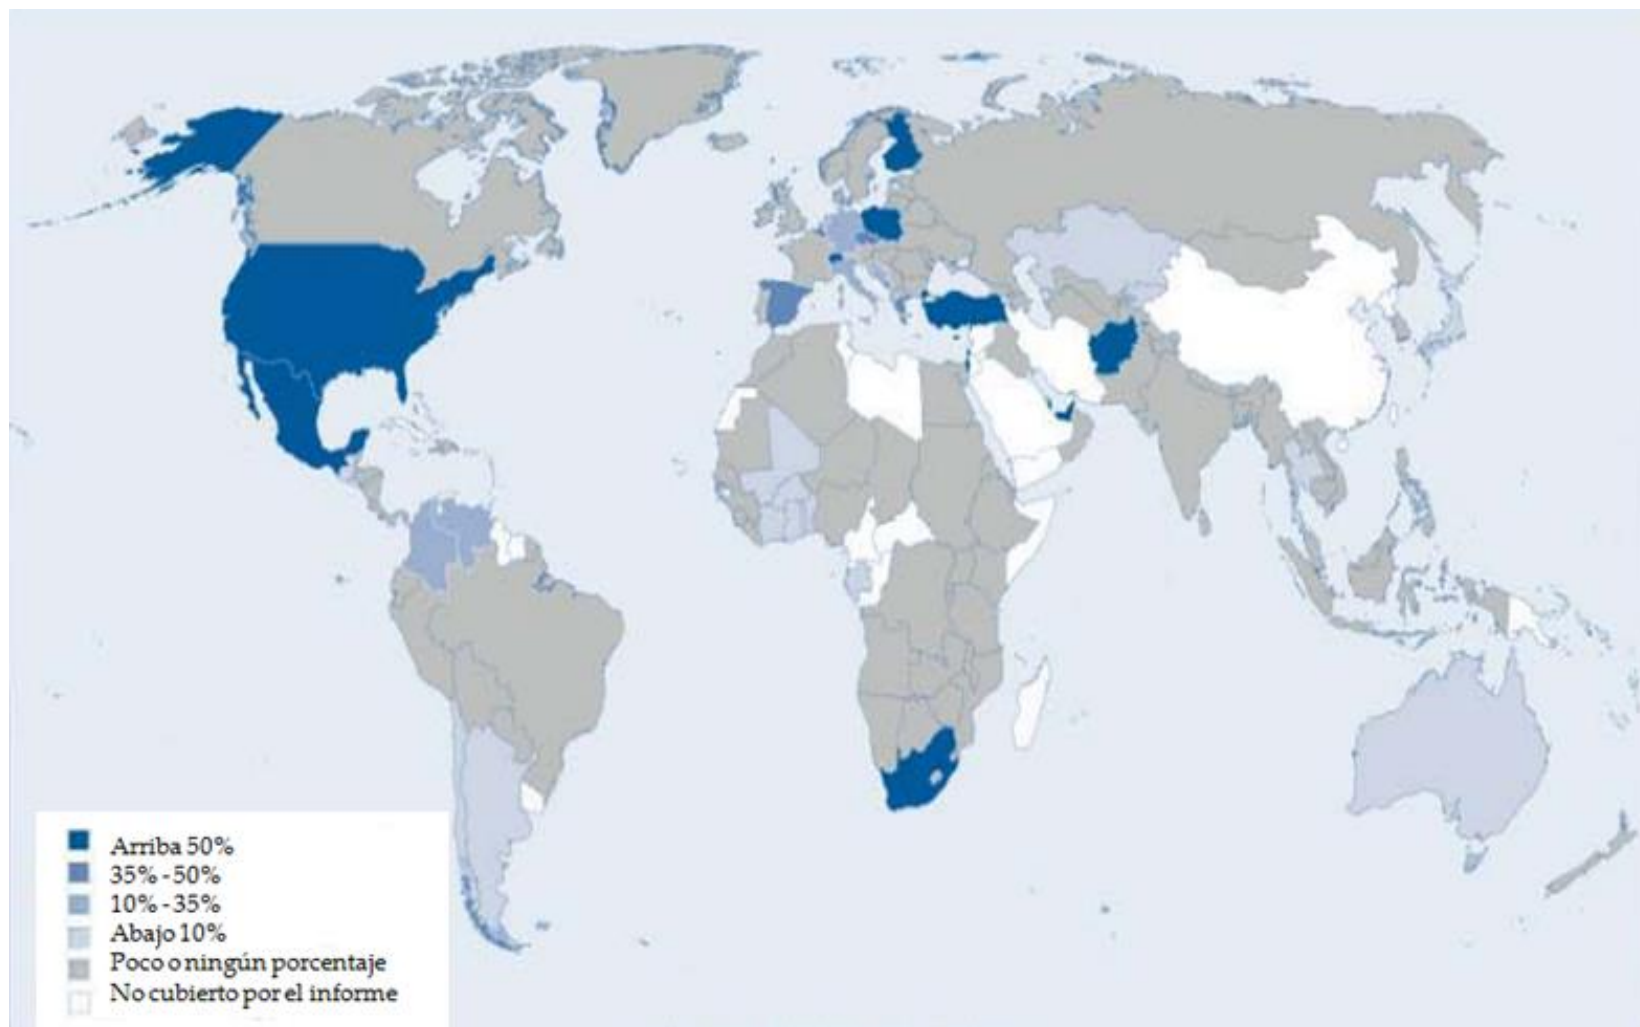 Arriba 50%
35% -50%
10% -35%
Abajo 10%
Poco o ningún porcentaje
No cubierto por el informe